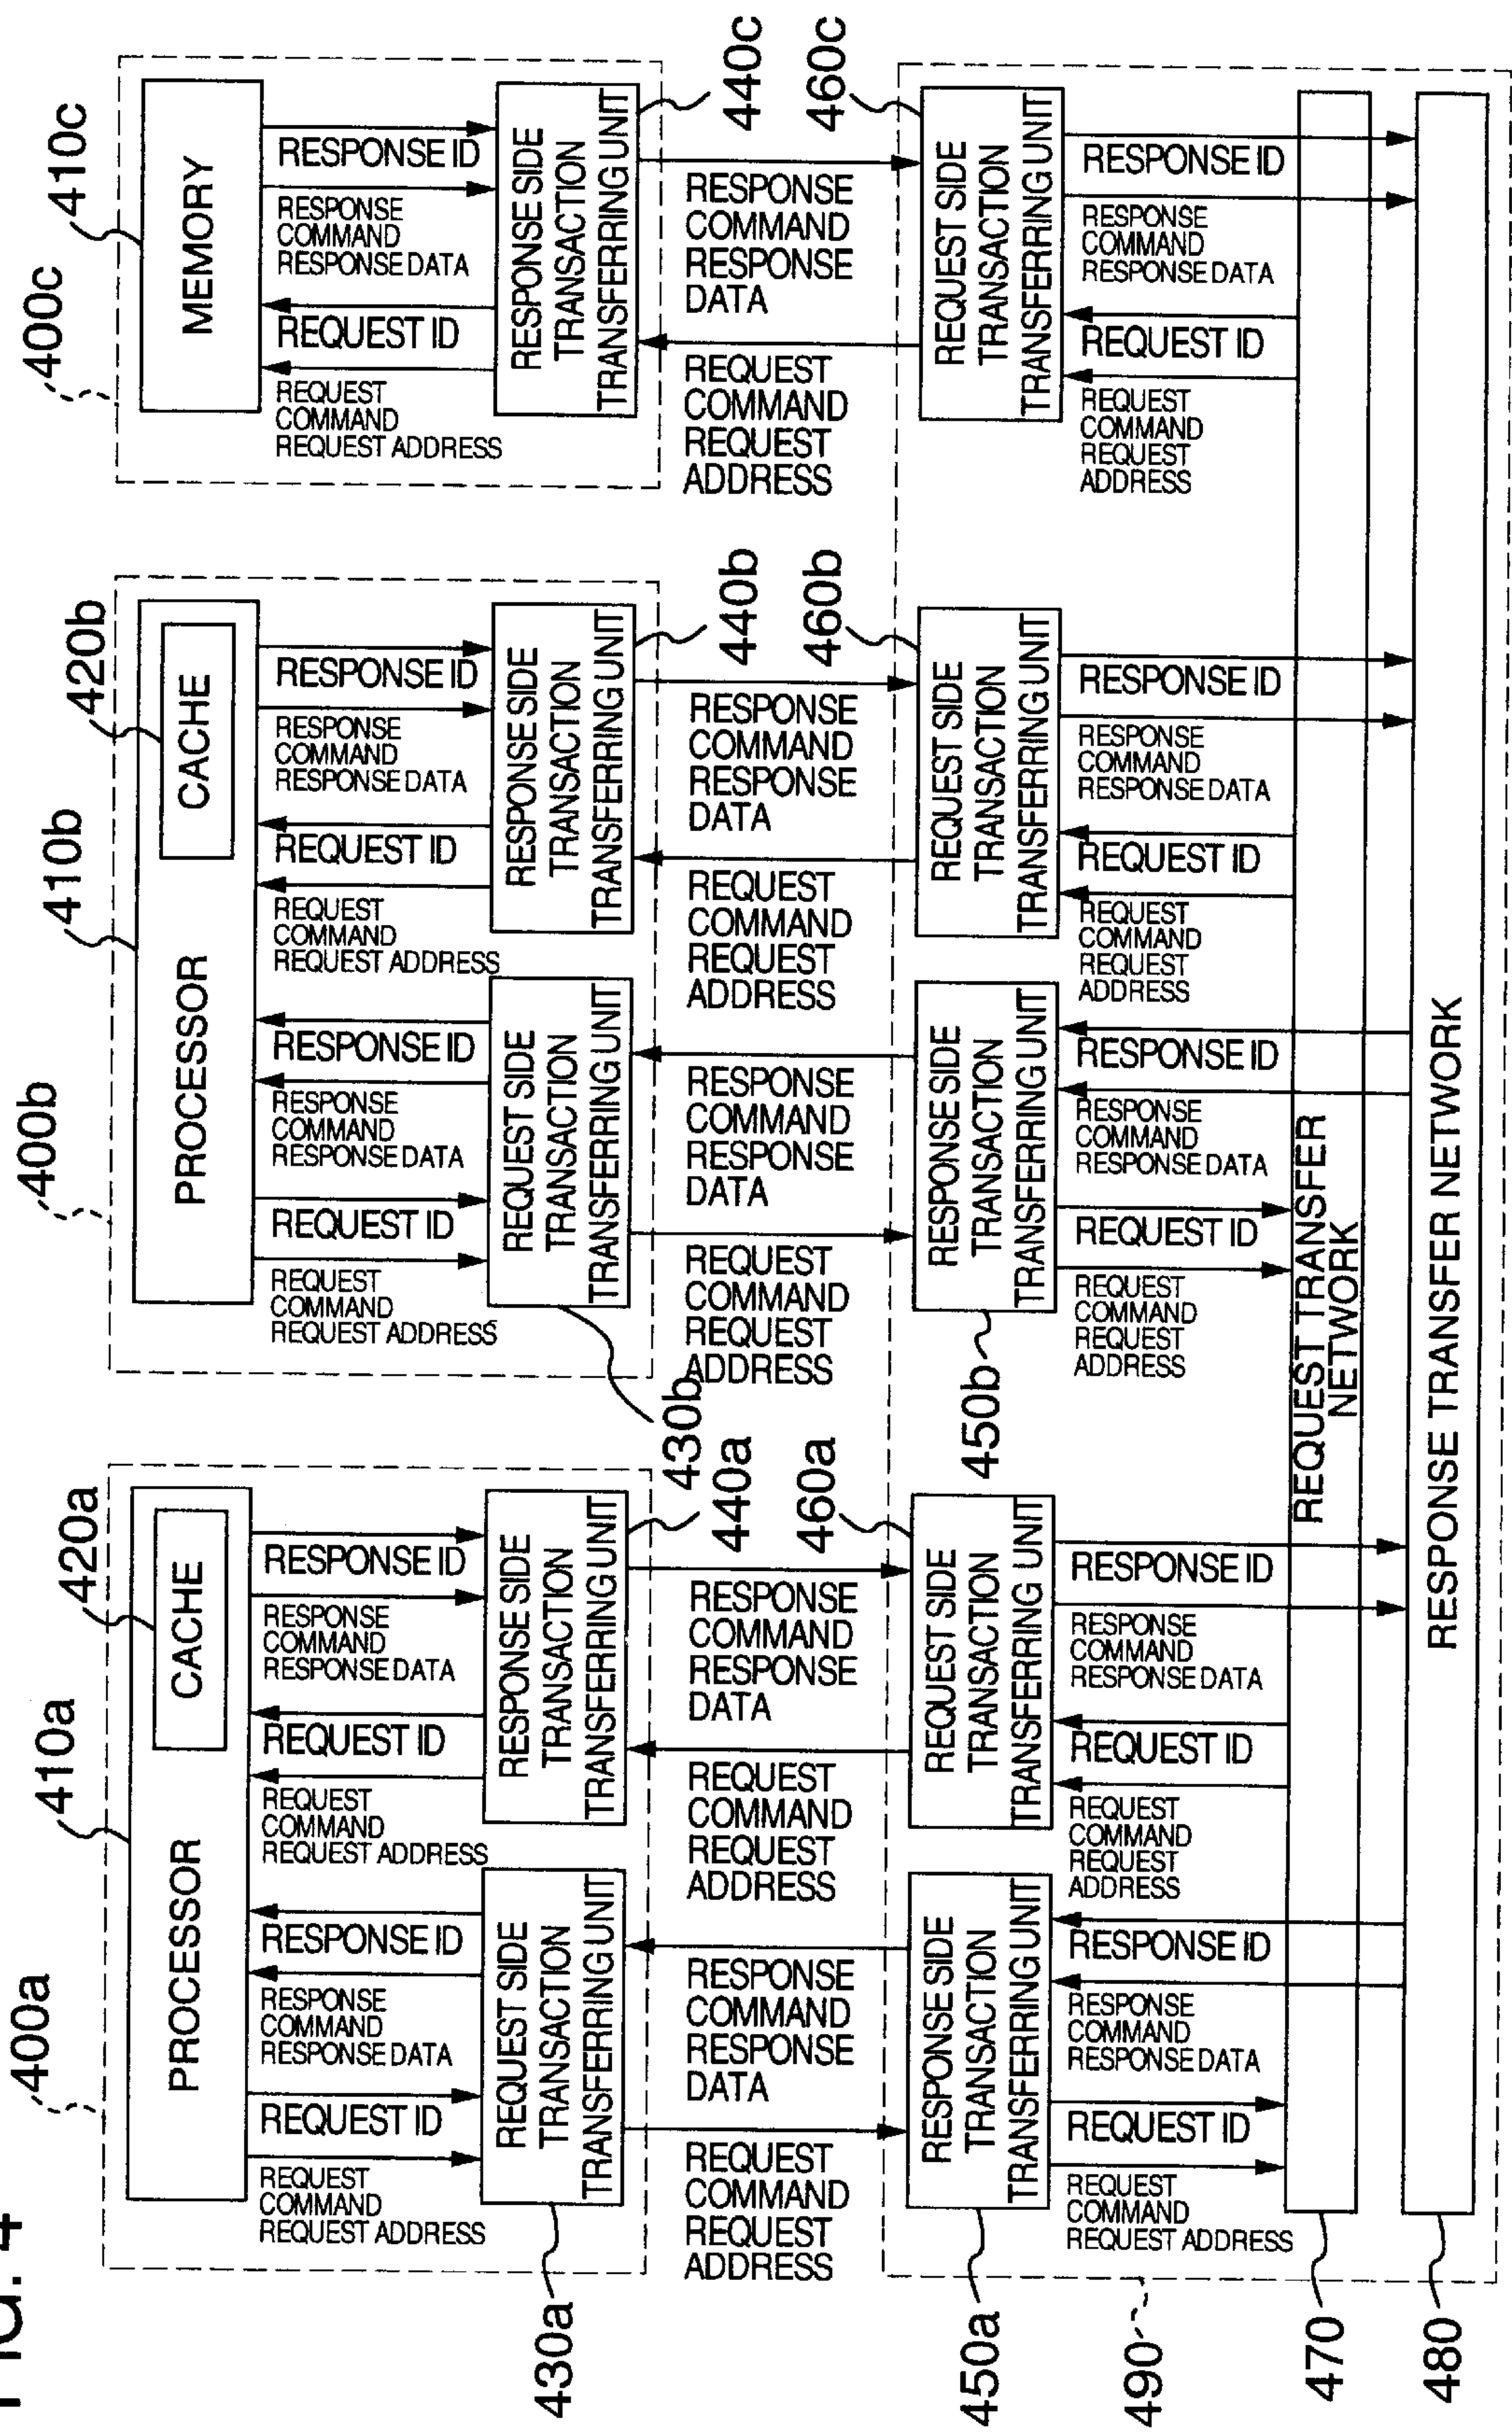 FIG. 4
400a
410a
420a
400b
410b
420b
400c
410c
PROCESSOR
CACHE
PROCESSOR
CACHE
MEMORY
REQUEST
COMMAND
REQUEST ADDRESS
REQUEST ID
RESPONSE
COMMAND
RESPONSE DATA
RESPONSE ID
REQUEST
COMMAND
REQUEST ADDRESS
REQUEST ID
RESPONSE
COMMAND
RESPONSE DATA
RESPONSE ID
REQUEST
COMMAND
REQUEST ADDRESS
REQUEST ID
RESPONSE
COMMAND
RESPONSE DATA
RESPONSE ID
REQUEST
COMMAND
REQUEST ADDRESS
REQUEST ID
RESPONSE
COMMAND
RESPONSE DATA
RESPONSE ID
REQUEST
COMMAND
REQUEST ADDRESS
REQUEST ID
RESPONSE
COMMAND
RESPONSE DATA
RESPONSE ID
REQUEST SIDE
TRANSACTION
TRANSFERRING UNIT
RESPONSE SIDE
TRANSACTION
TRANSFERRING UNIT
REQUEST SIDE
TRANSACTION
TRANSFERRING UNIT
RESPONSE SIDE
TRANSACTION
TRANSFERRING UNIT
RESPONSE SIDE
TRANSACTION
TRANSFERRING UNIT
430a
440a
430b
440b
440c
REQUEST
COMMAND
REQUEST
ADDRESS
RESPONSE
COMMAND
RESPONSE
DATA
REQUEST
COMMAND
REQUEST
ADDRESS
RESPONSE
COMMAND
RESPONSE
DATA
REQUEST
COMMAND
REQUEST
ADDRESS
RESPONSE
COMMAND
RESPONSE
DATA
REQUEST
COMMAND
REQUEST
ADDRESS
RESPONSE
COMMAND
RESPONSE
DATA
REQUEST
COMMAND
REQUEST
ADDRESS
RESPONSE
COMMAND
RESPONSE
DATA
450a
460a
450b
460b
460c
RESPONSE SIDE
TRANSACTION
TRANSFERRING UNIT
REQUEST SIDE
TRANSACTION
TRANSFERRING UNIT
RESPONSE SIDE
TRANSACTION
TRANSFERRING UNIT
REQUEST SIDE
TRANSACTION
TRANSFERRING UNIT
REQUEST SIDE
TRANSACTION
TRANSFERRING UNIT
490
REQUEST
COMMAND
REQUEST ADDRESS
REQUEST ID
RESPONSE
COMMAND
RESPONSE DATA
RESPONSE ID
REQUEST
COMMAND
REQUEST
ADDRESS
REQUEST ID
RESPONSE
COMMAND
RESPONSE DATA
RESPONSE ID
REQUEST
COMMAND
REQUEST
ADDRESS
REQUEST ID
RESPONSE
COMMAND
RESPONSE DATA
RESPONSE ID
REQUEST
COMMAND
REQUEST
ADDRESS
REQUEST ID
RESPONSE
COMMAND
RESPONSE DATA
RESPONSE ID
REQUEST
COMMAND
REQUEST
ADDRESS
REQUEST ID
RESPONSE
COMMAND
RESPONSE DATA
RESPONSE ID
470
REQUEST TRANSFER
NETWORK
480
RESPONSE TRANSFER NETWORK